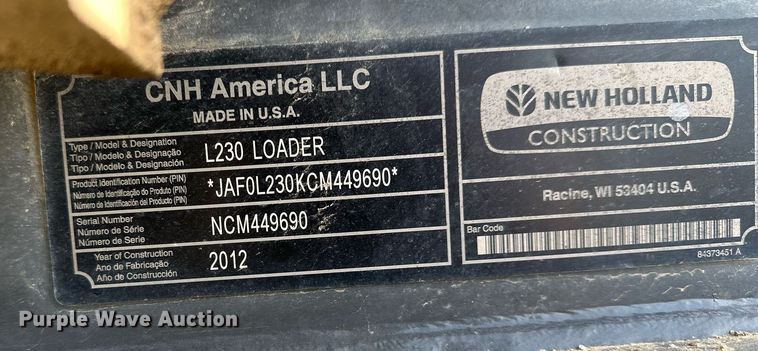 CNH America LLC
MADE IN U.S.A.
Type / Model & Designation
Tipo / Modelo & Designação
Tipo / Modelo & Designación
L230 LOADER
Product Identification Number (PIN)
Número de Identificação do Produto (PIN)
Número de Identificación del Producto (PIN)
*JAF0L230KCM449690*
Serial Number
Número de Série
Número de Serie
NCM449690
Year of Construction
Ano de Fabricação
Año de Construcción
2012
NEW HOLLAND
CONSTRUCTION
Racine, WI 53404 U.S.A.
Bar Code
84373451 A
Purple Wave Auction